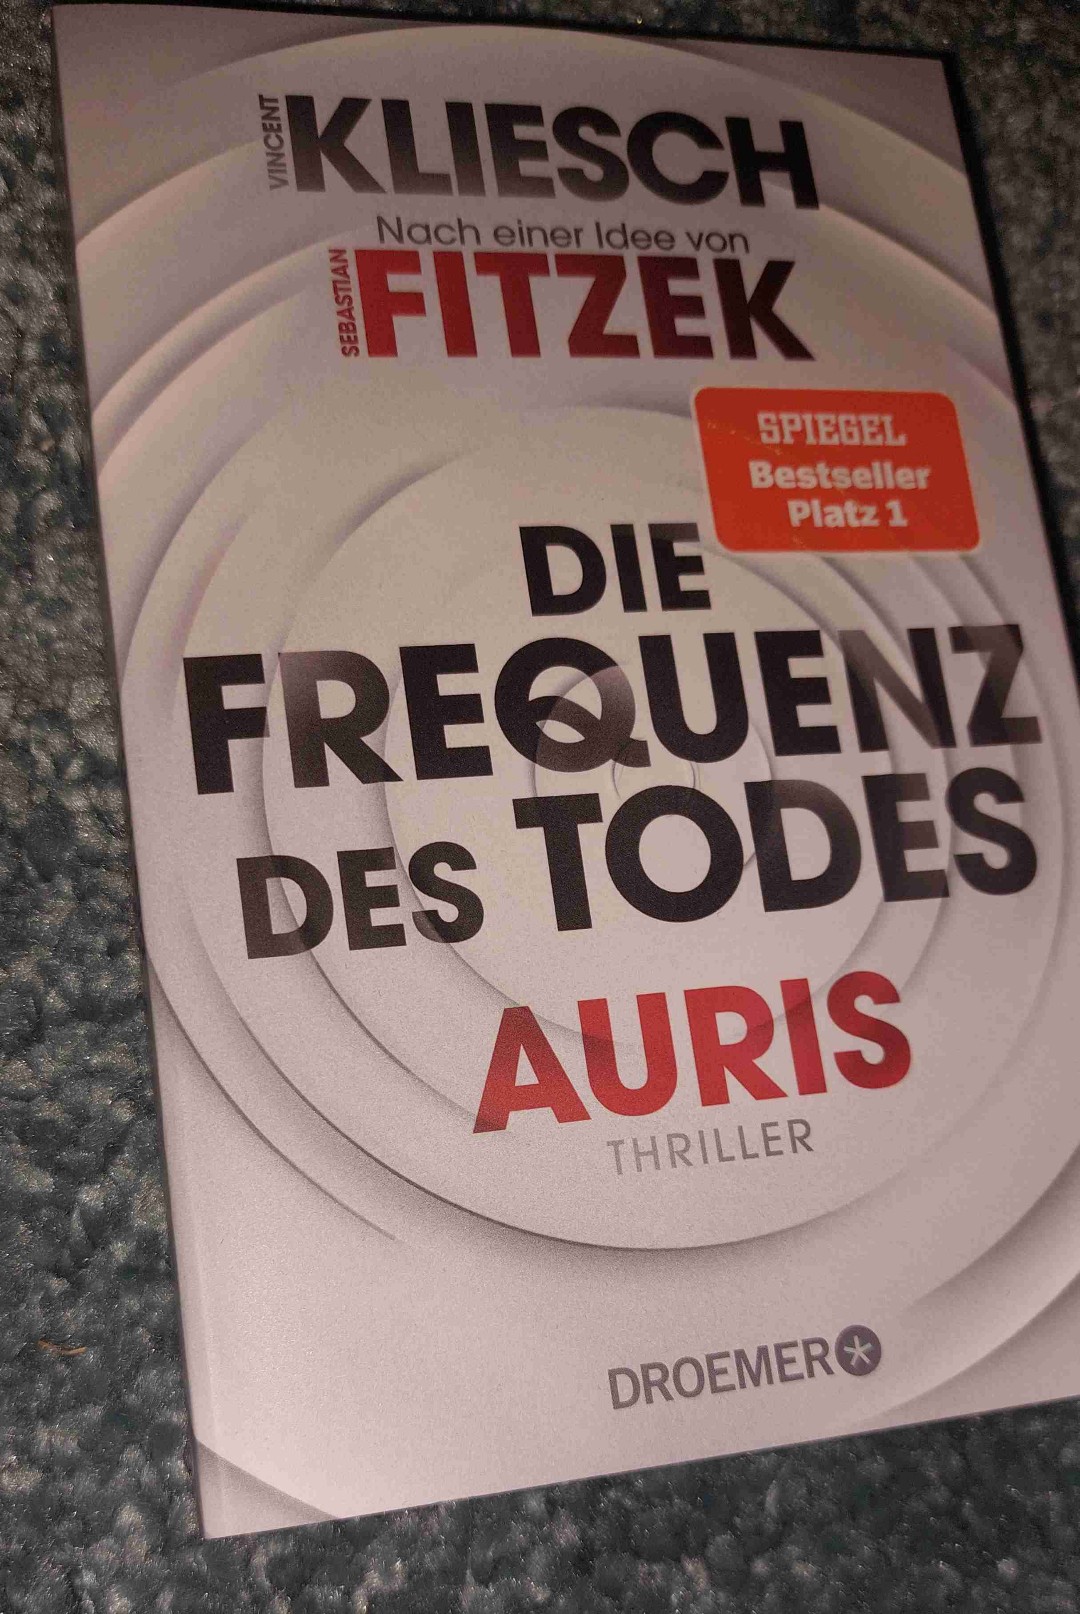 VINCENT
KLIESCH
Nach einer Idee von
SEBASTIAN
FITZEK
SPIEGEL
Bestseller
Platz 1
DIE
FREQUENZ
DES TODES
AURIS
THRILLER
DROEMER*